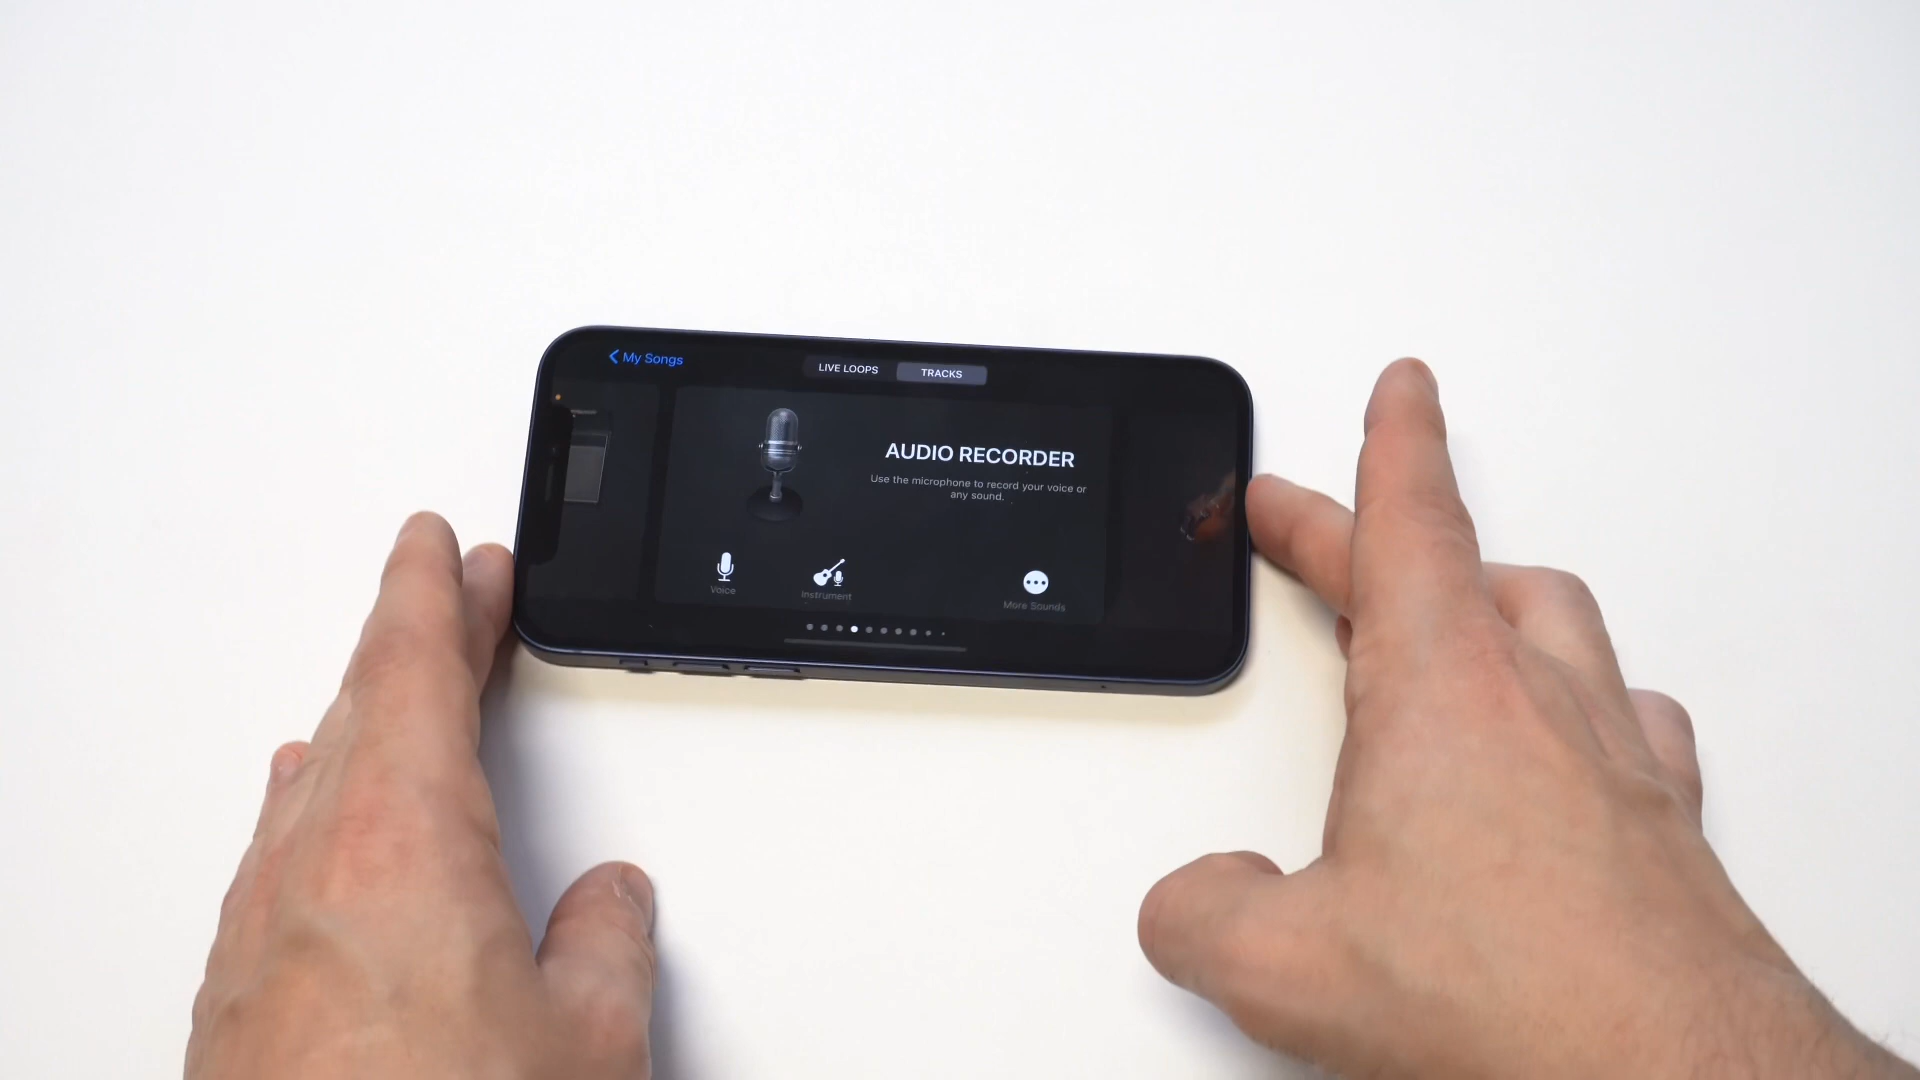 My Songs
LIVE LOOPS
TRACKS
AUDIO RECORDER
Use the microphone to record your voice or
any sound.
Voice
Instrument
More Sounds